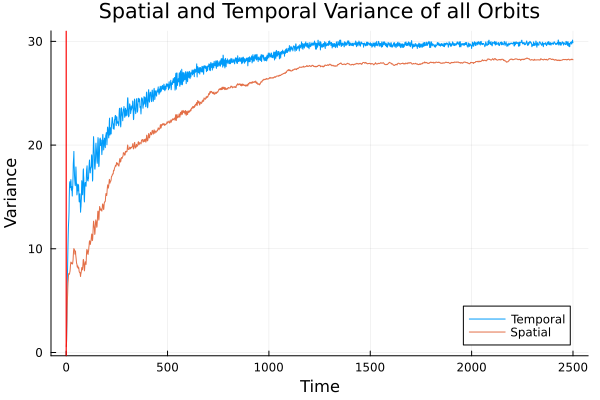 Spatial and Temporal Variance of all Orbits
30
20
10
0
Variance
Temporal
Spatial
0 500 1000 1500 2000 2500
Time